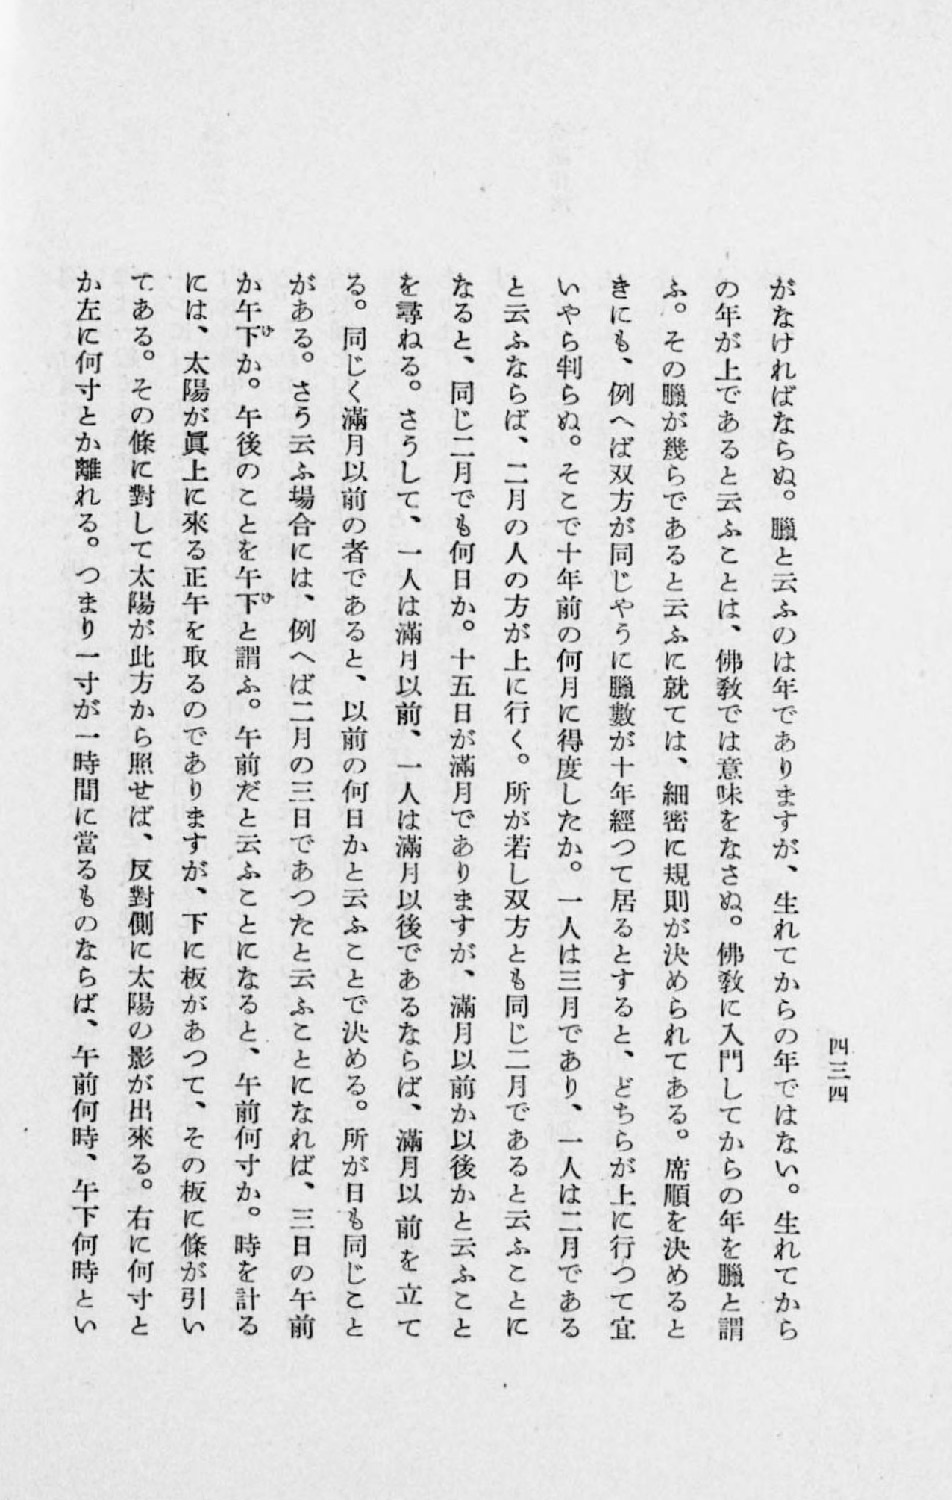 四三四
がなければならぬ。臘と云ふのは年でありますが、生れてからの年ではない。生れてから
の年が上であると云ふことは、佛教では意味をなさぬ。佛教に入門してからの年を臘と謂
ふ。その臘が幾らであると云ふに就ては、細密に規則が決められてある。席順を決めると
きにも、例へば双方が同じやうに臘數が十年經つて居るとすると、どちらが上に行つて宜
いやら判らぬ。そこで十年前の何月に得度したか。一人は三月であり、一人は二月である
と云ふならば、二月の人の方が上に行く。所が若し双方とも同じ二月であると云ふことに
なると、同じ二月でも何日か。十五日が滿月でありますが、滿月以前か以後かと云ふこと
を尋ねる。さうして、一人は滿月以前、一人は滿月以後であるならば、滿月以前を立て
る。同じく滿月以前の者であると、以前の何日かと云ふことで決める。所が日も同じこと
がある。さう云ふ場合には、例へば二月の三日であつたと云ふことになれば、三日の午前
か午下か。午後のことを午下と謂ふ。午前だと云ふことになると、午前何寸か。時を計る
には、太陽が眞上に來る正午を取るのでありますが、下に板があつて、その板に條が引い
てある。その條に對して太陽が此方から照せば、反對側に太陽の影が出來る。右に何寸と
か左に何寸とか離れる。つまり一寸が一時間に當るものならば、午前何時、午下何時とい